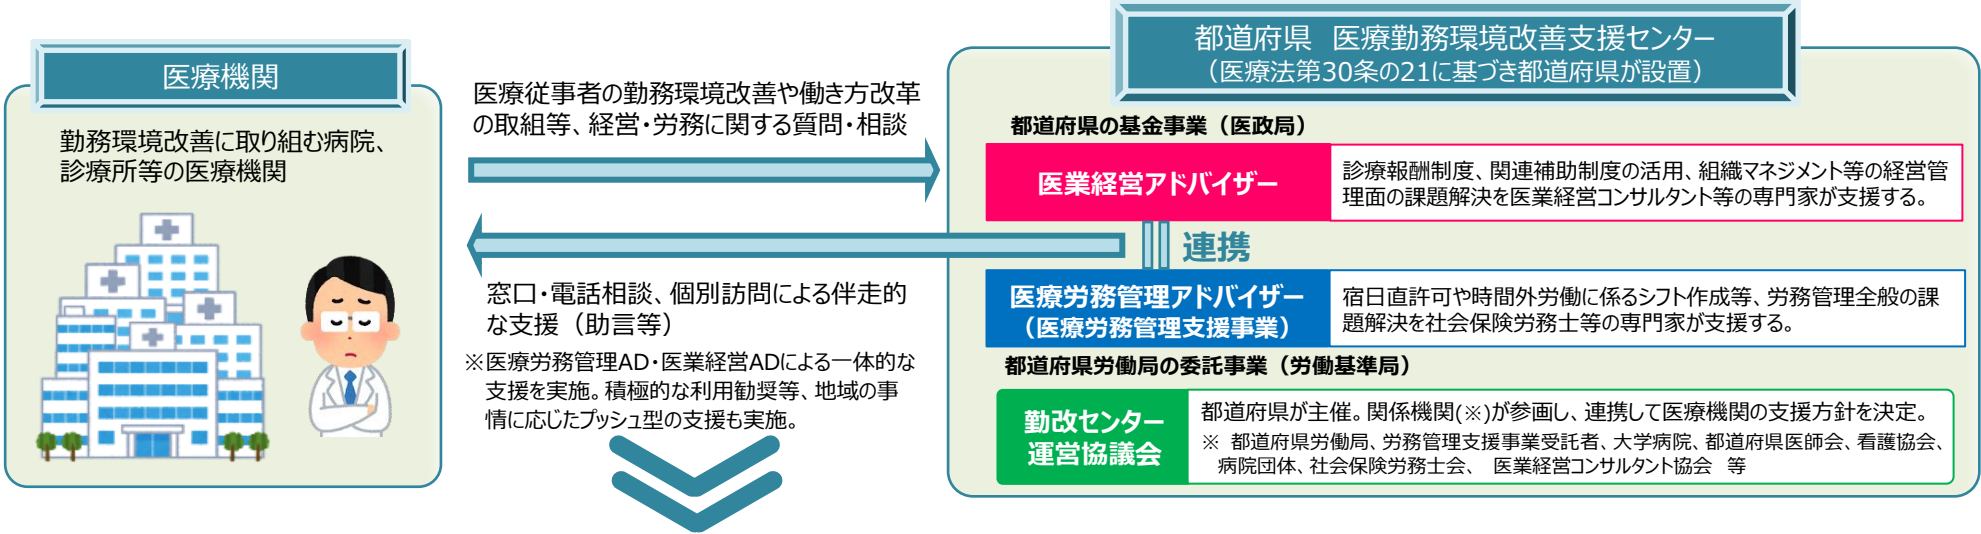 医療機関
勤務環境改善に取り組む病院、
診療所等の医療機関
医療従事者の勤務環境改善や働き方改革
の取組等、経営・労務に関する質問・相談
窓口・電話相談、個別訪問による伴走的
な支援（助言等）
※医療労務管理AD・医業経営ADによる一体的な
支援を実施。積極的な利用勧奨等、地域の事
情に応じたプッシュ型の支援も実施。
都道府県　医療勤務環境改善支援センター
（医療法第30条の21に基づき都道府県が設置）
都道府県の基金事業（医政局）
医業経営アドバイザー
診療報酬制度、関連補助制度の活用、組織マネジメント等の経営管
理面の課題解決を医業経営コンサルタント等の専門家が支援する。
連携
医療労務管理アドバイザー
（医療労務管理支援事業）
宿日直許可や時間外労働に係るシフト作成等、労務管理全般の課
題解決を社会保険労務士等の専門家が支援する。
都道府県労働局の委託事業（労働基準局）
勤改センター
運営協議会
都道府県が主催。関係機関(※)が参画し、連携して医療機関の支援方針を決定。
※ 都道府県労働局、労務管理支援事業受託者、大学病院、都道府県医師会、看護協会、
病院団体、社会保険労務士会、 医業経営コンサルタント協会 等